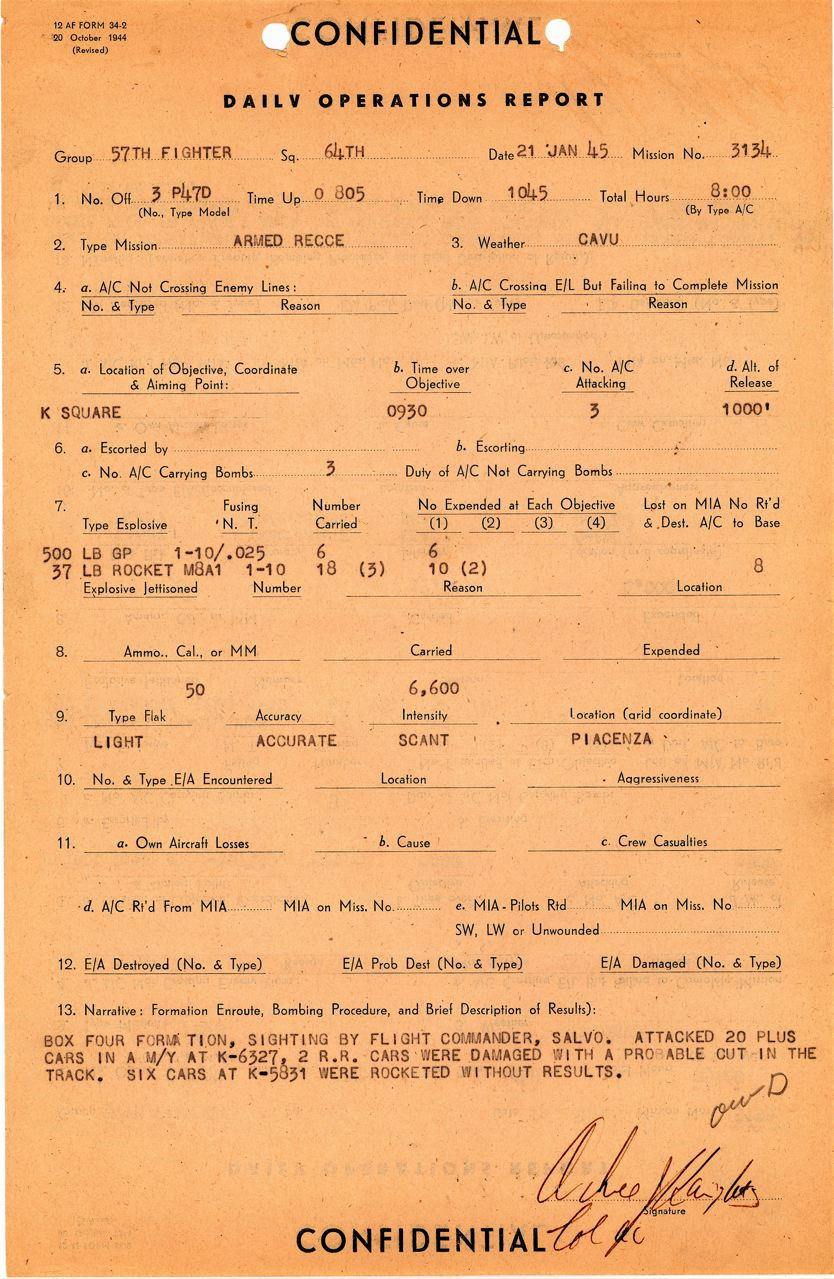 12 AF FORM 34-2
20 October 1944
(Revised)
CONFIDENTIAL
DAILY OPERATIONS REPORT
Group 57TH FIGHTER Sq. 64TH Date 21 JAN 45 Mission No. 3134
1. No. Off 3 P47D Time Up 0 805 Time Down 1045 Total Hours 8:00
(No., Type Model (By Type A/C
2. Type Mission ARMED RECCE 3. Weather CAVU
4. a. A/C Not Crossing Enemy Lines: b. A/C Crossing E/L But Failing to Complete Mission
No. & Type Reason No. & Type Reason
5. a. Location of Objective, Coordinate b. Time over c. No. A/C d. Alt. of
& Aiming Point: Objective Attacking Release
K SQUARE 0930 3 1000'
6. a. Escorted by b. Escorting
c. No. A/C Carrying Bombs 3 Duty of A/C Not Carrying Bombs
7. Fusing Number No Expended at Each Objective Lost on MIA No Rt'd
Type Explosive N. T. Carried (1) (2) (3) (4) & Dest. A/C to Base
500 LB GP 1-10/.025 6 6
37 LB ROCKET M8A1 1-10 18 (3) 10 (2) 8
Explosive Jettisoned Number Reason Location
8. Ammo., Cal., or MM Carried Expended
50 6,600
9. Type Flak Accuracy Intensity Location (grid coordinate)
LIGHT ACCURATE SCANT PIACENZA
10. No. & Type E/A Encountered Location Aggressiveness
11. a. Own Aircraft Losses b. Cause c. Crew Casualties
d. A/C Rt'd From MIA MIA on Miss. No. e. MIA - Pilots Rtd MIA on Miss. No
SW, LW or Unwounded
12. E/A Destroyed (No. & Type) E/A Prob Dest (No. & Type) E/A Damaged (No. & Type)
13. Narrative: Formation Enroute, Bombing Procedure, and Brief Description of Results):
BOX FOUR FORMATION, SIGHTING BY FLIGHT COMMANDER, SALVO. ATTACKED 20 PLUS
CARS IN A M/Y AT K-6327, 2 R.R. CARS WERE DAMAGED WITH A PROBABLE CUT IN THE
TRACK. SIX CARS AT K-5831 WERE ROCKETED WITHOUT RESULTS.
Signature
CONFIDENTIAL